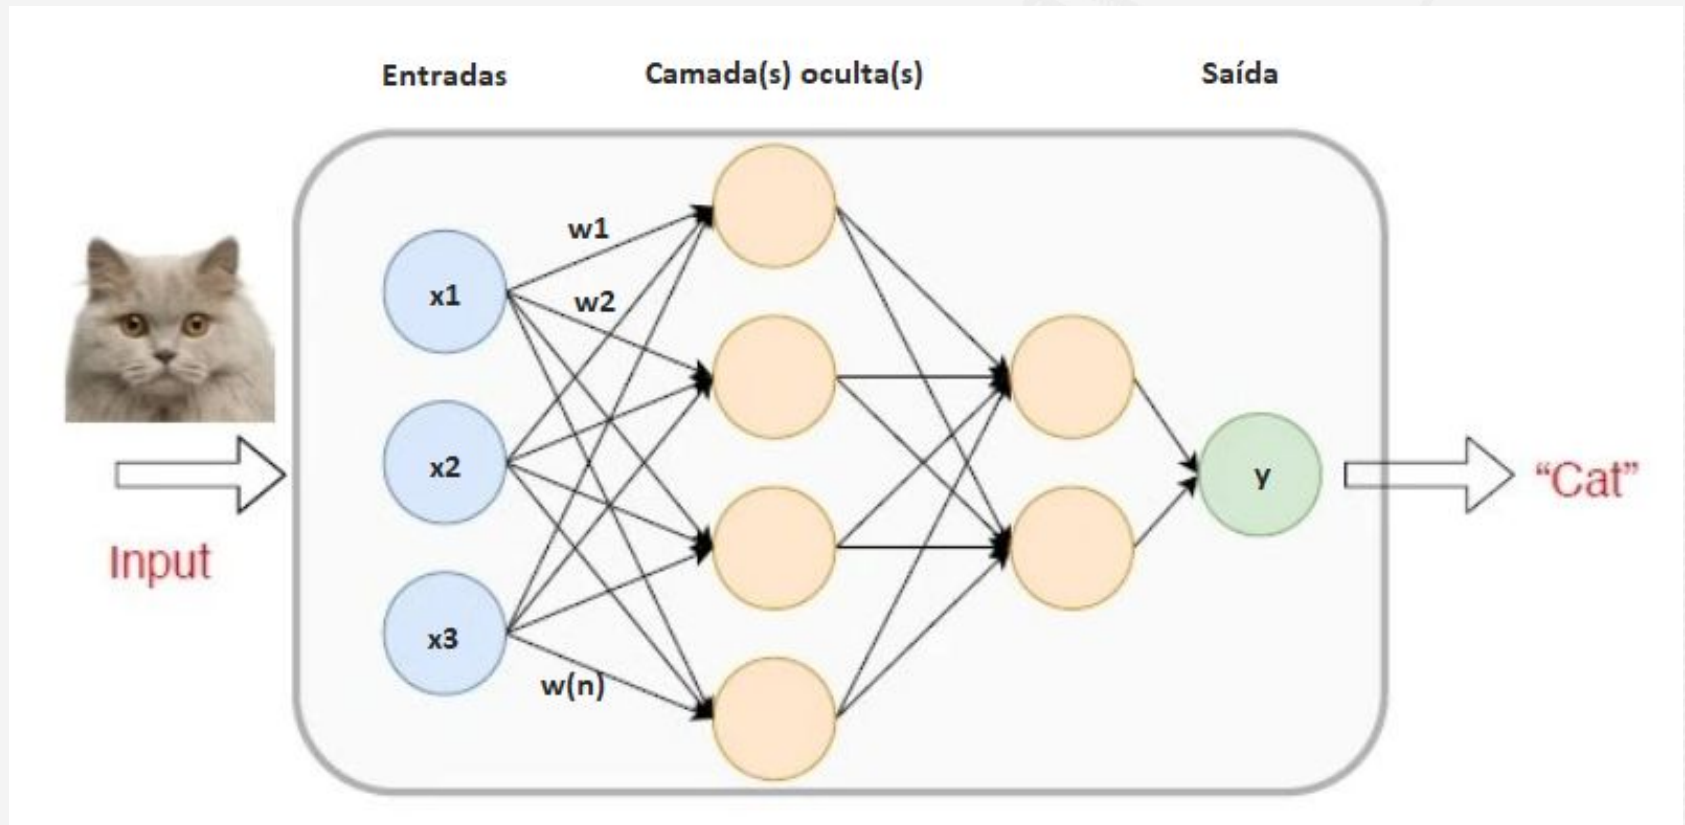 Entradas
Camada(s) oculta(s)
Saída
w1
w2
x1
x2
x3
w(n)
y
Input
“Cat”